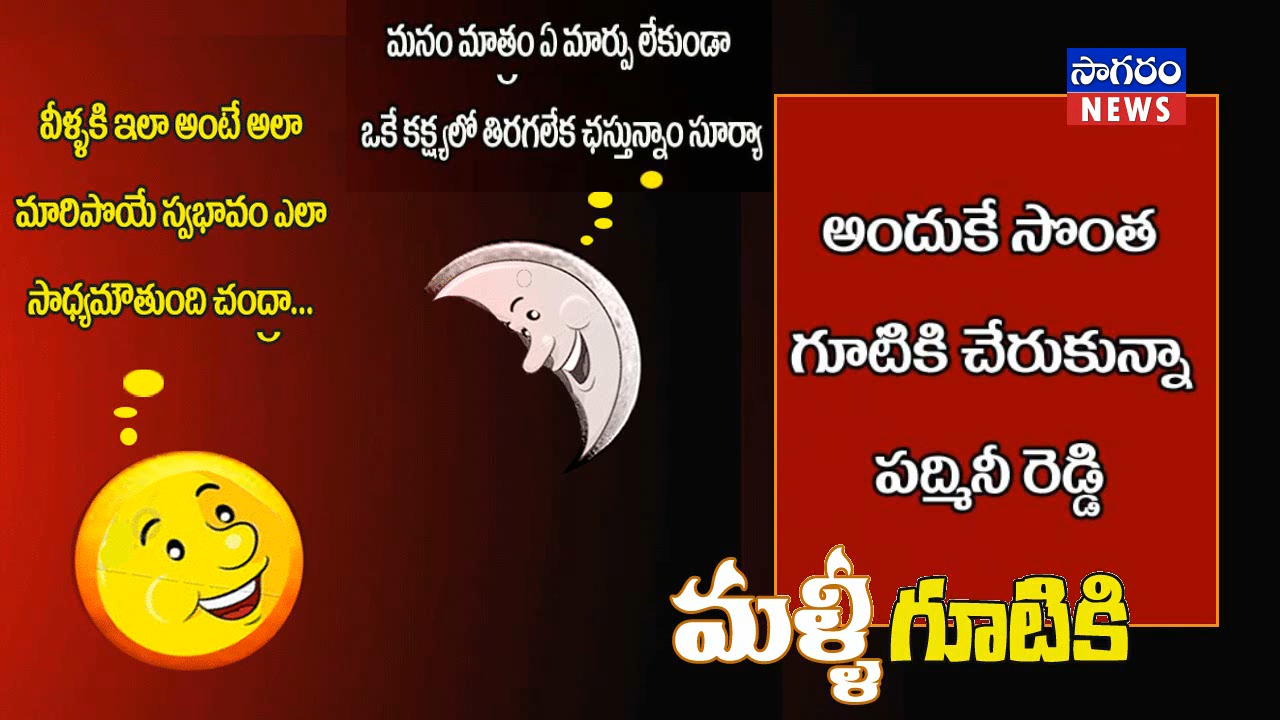 వీళ్ళకి ఇలా అంటే అలా
మారిపొయే స్వభావం ఎలా
సాధ్యమౌతుంది చంద్రా...
మనం మాత్రం ఏ మార్పు లేకుండా
ఒకే కక్ష్యలో తిరగలేక ఛస్తున్నాం సూర్యా
సాగరం
NEWS
అందుకే సొంత
గూటికి చేరుకున్నా
పద్మినీ రెడ్డి
మళ్ళీ గూటికి